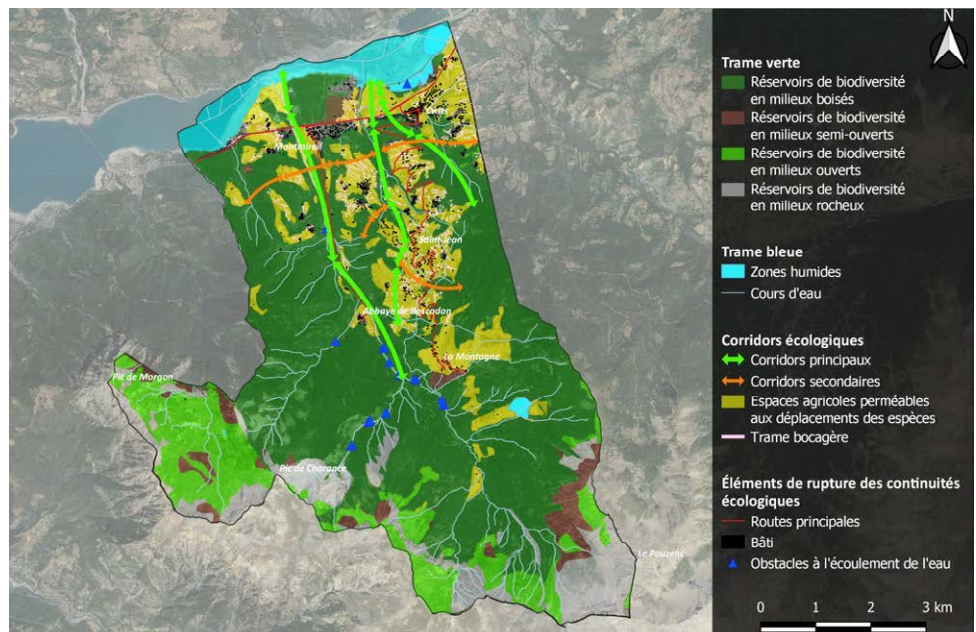 N
Trame verte
Réservoirs de biodiversité
en milieux boisés
Réservoirs de biodiversité
en milieux semi-ouverts
Réservoirs de biodiversité
en milieux ouverts
Réservoirs de biodiversité
en milieux rocheux
Trame bleue
Zones humides
Cours d'eau
Corridors écologiques
Corridors principaux
Corridors secondaires
Espaces agricoles perméables
aux déplacements des espèces
Trame bocagère
Éléments de rupture des continuités
écologiques
Routes principales
Bâti
Obstacles à l'écoulement de l'eau
0 1 2 3 km
Crots
Montmirail
Saint Jean
Abbaye de Boscodon
La Montagne
Pic de Morgon
Pic de Charance
Le Pouzenc